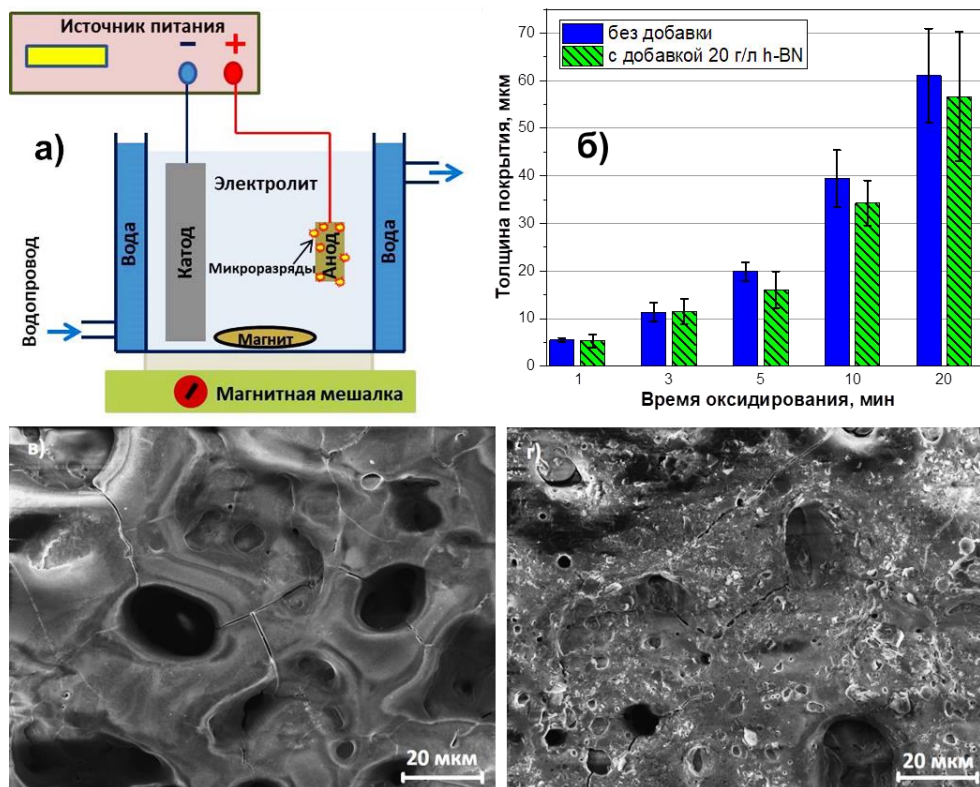 Источник питания
− +
а)
Электролит
Вода
Катод
Микроразряды
Анод
Вода
Водопровод
Магнит
Магнитная мешалка
без добавки
с добавкой 20 г/л h-BN
б)
Толщина покрытия, мкм
70
60
50
40
30
20
10
0
1 3 5 10 20
Время оксидирования, мин
в)
20 мкм
г)
20 мкм